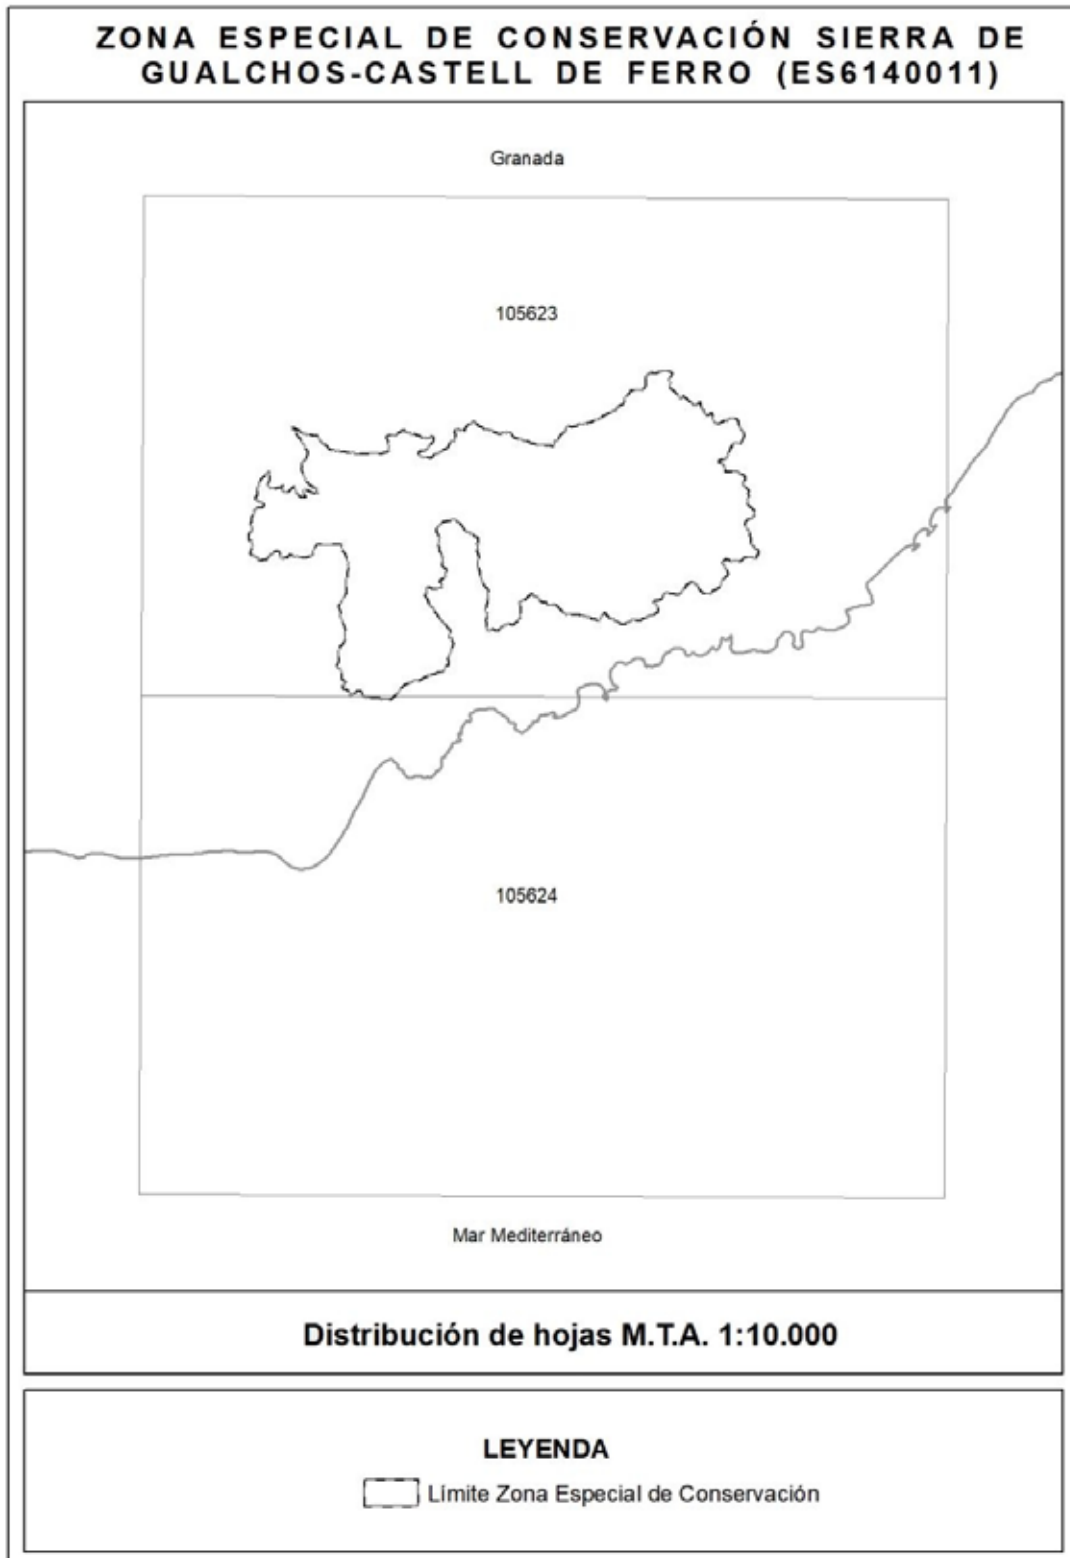 ZONA ESPECIAL DE CONSERVACIÓN SIERRA DE
GUALCHOS-CASTELL DE FERRO (ES6140011)
Granada
105623
105624
Mar Mediterráneo
Distribución de hojas M.T.A. 1:10.000
LEYENDA
Límite Zona Especial de Conservación